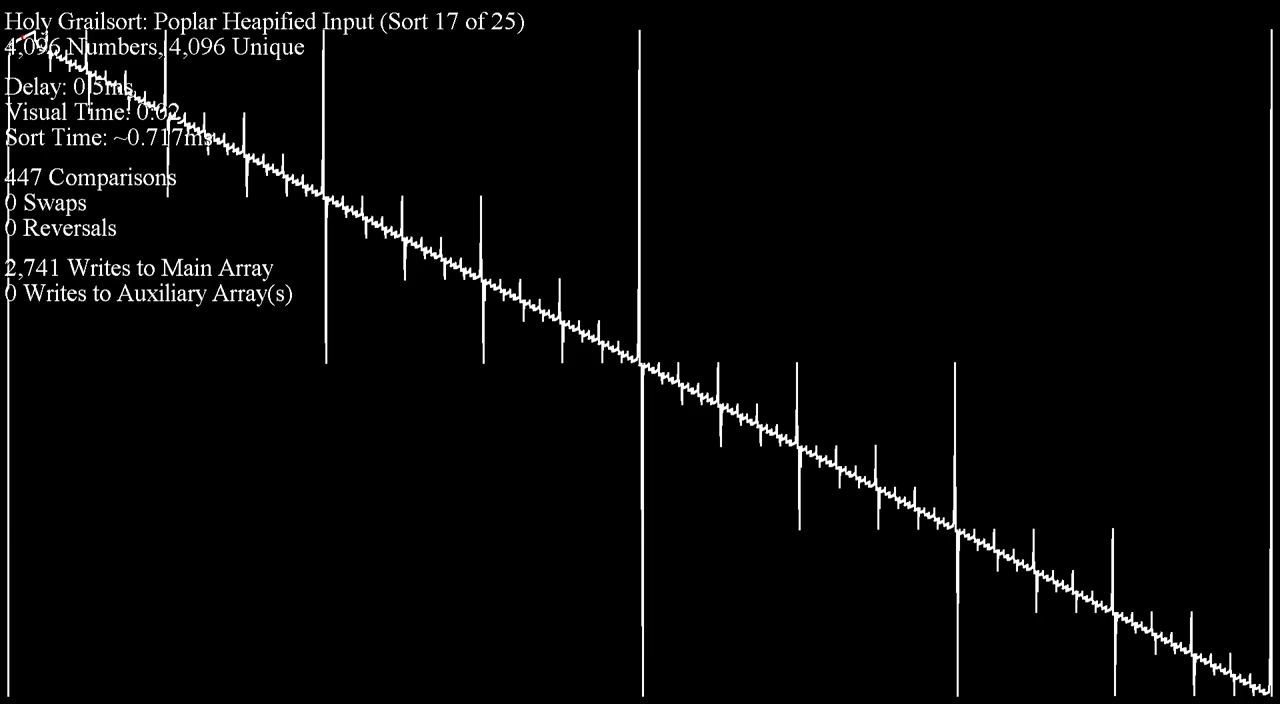 Holy Grailsort: Poplar Heapified Input (Sort 17 of 25)
4,096 Numbers, 4,096 Unique
Delay: 0.5ms
Visual Time: 0:02
Sort Time: ~0.717ms
447 Comparisons
0 Swaps
0 Reversals
2,741 Writes to Main Array
0 Writes to Auxiliary Array(s)